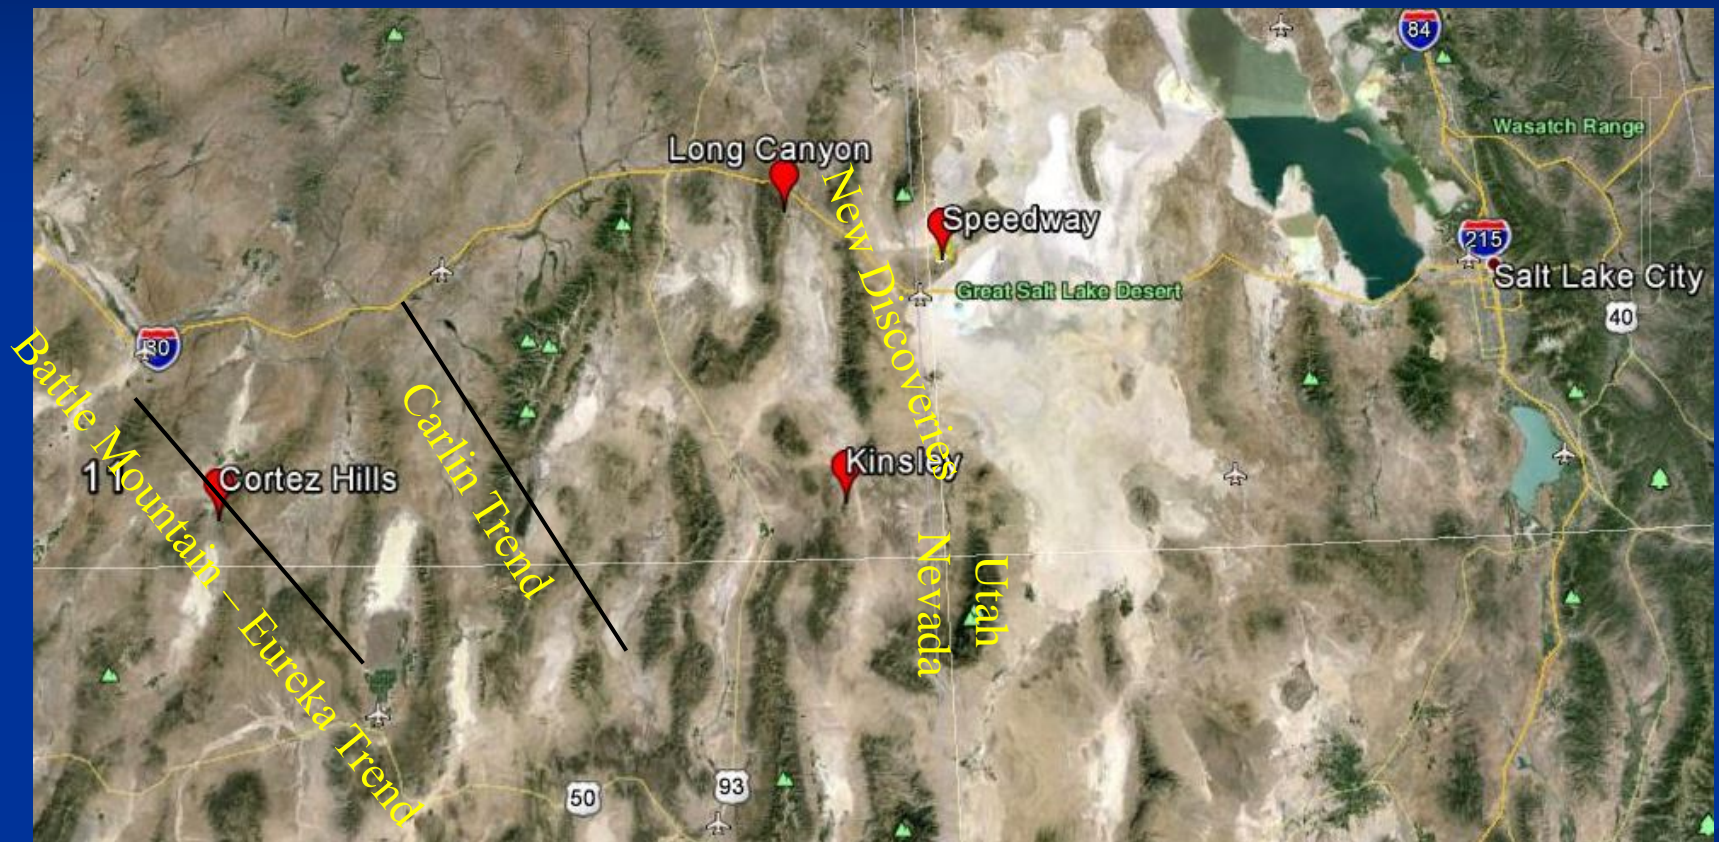 84
Wasatch Range
Long Canyon
New Discoveries
Speedway
215
Salt Lake City
Great Salt Lake Desert
40
80
Battle Mountain – Eureka Trend
Carlin Trend
11
Cortez Hills
Kinsley
Nevada
Utah
50
93